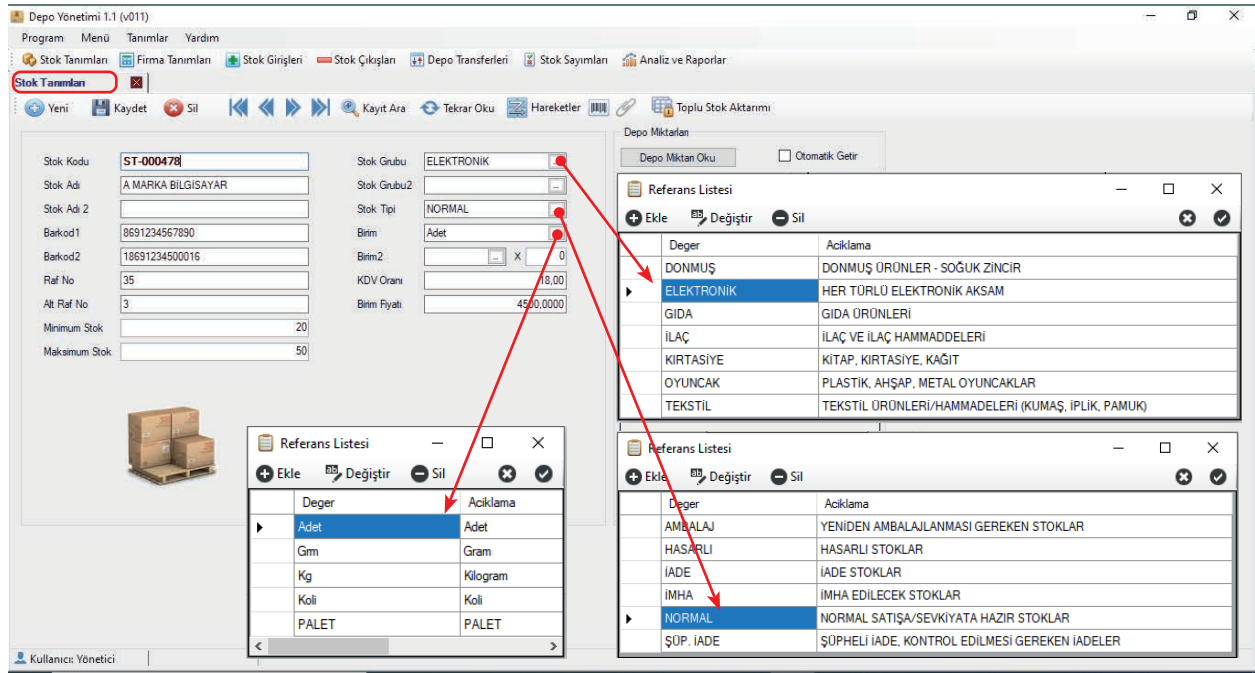 Depo Yönetimi 1.1 (v011)
Program Menü Tanımlar Yardım
Stok Tanımları Firma Tanımları Stok Girişleri Stok Çıkışları Depo Transferleri Stok Sayımları Analiz ve Raporlar
Stok Tanımları
Yeni Kaydet Sil Kayıt Ara Tekrar Oku Hareketler Toplu Stok Aktarımı
Stok Kodu ST-000478
Stok Adı A MARKA BİLGİSAYAR
Stok Adı 2
Barkod1 8691234567890
Barkod2 18691234500016
Raf No 35
Alt Raf No 3
Minimum Stok 20
Maksimum Stok 50
Stok Grubu ELEKTRONİK ...
Stok Grubu2 ...
Stok Tipi NORMAL
Birim Adet
Birim2 ... X 0
KDV Oranı 18,00
Birim Fiyatı 4500,0000
Depo Miktarları
Depo Miktarı Oku Otomatik Getir
Referans Listesi
Ekle Değiştir Sil
Deger Aciklama
DONMUŞ DONMUŞ ÜRÜNLER - SOĞUK ZİNCİR
ELEKTRONİK HER TÜRLÜ ELEKTRONİK AKSAM
GIDA GIDA ÜRÜNLERİ
İLAÇ İLAÇ VE İLAÇ HAMMADDELERİ
KIRTASİYE KİTAP, KIRTASİYE, KAĞIT
OYUNCAK PLASTİK, AHŞAP, METAL OYUNCAKLAR
TEKSTİL TEKSTİL ÜRÜNLERİ/HAMMADELERİ (KUMAŞ, İPLİK, PAMUK)
Referans Listesi
Ekle Değiştir Sil
Deger Aciklama
Adet Adet
Grm Gram
Kg Kilogram
Koli Koli
PALET PALET
Referans Listesi
Ekle Değiştir Sil
Deger Aciklama
AMBALAJ YENİDEN AMBALAJLANMASI GEREKEN STOKLAR
HASARLI HASARLI STOKLAR
İADE İADE STOKLAR
İMHA İMHA EDİLECEK STOKLAR
NORMAL NORMAL SATIŞA/SEVKİYATA HAZIR STOKLAR
ŞÜP. İADE ŞÜPHELİ İADE, KONTROL EDİLMESİ GEREKEN İADELER
Kullanıcı: Yönetici